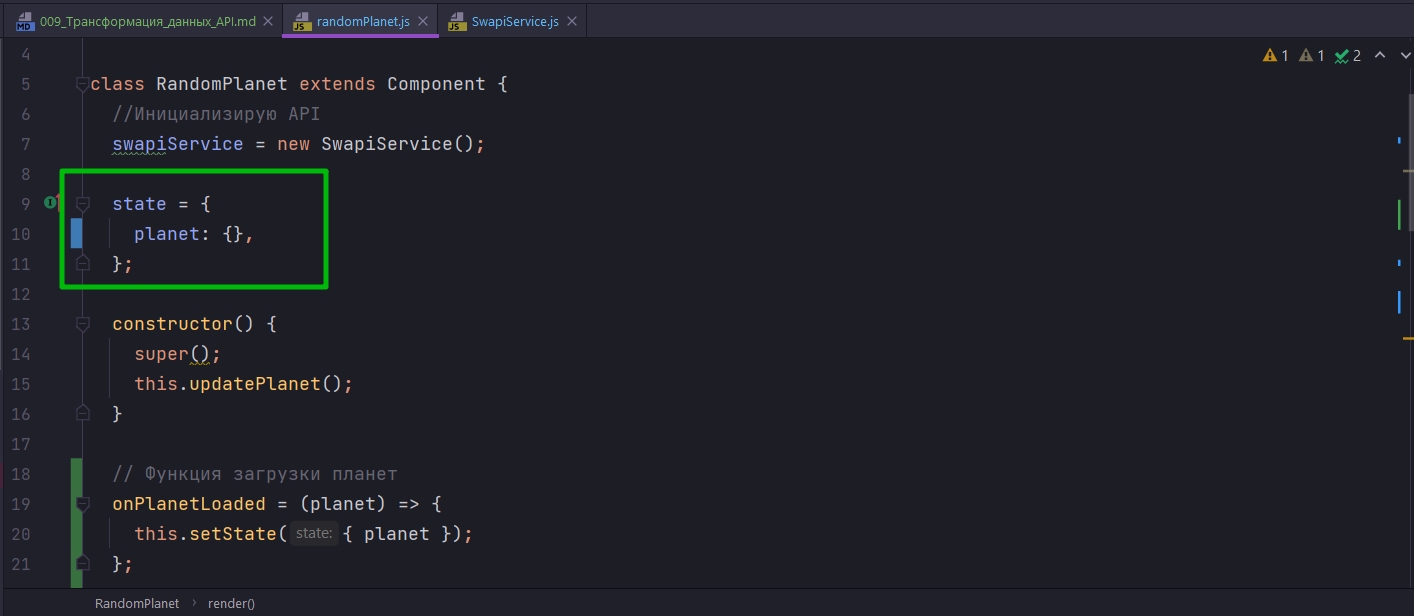 009_Трансформация_данных_API.md randomPlanet.js SwapiService.js
1 1 2
4
5 class RandomPlanet extends Component {
6 //Инициализирую API
7 swapiService = new SwapiService();
8
9 state = {
10 planet: {},
11 };
12
13 constructor() {
14 super();
15 this.updatePlanet();
16 }
17
18 // Функция загрузки планет
19 onPlanetLoaded = (planet) => {
20 this.setState( state: { planet });
21 };
RandomPlanet › render()